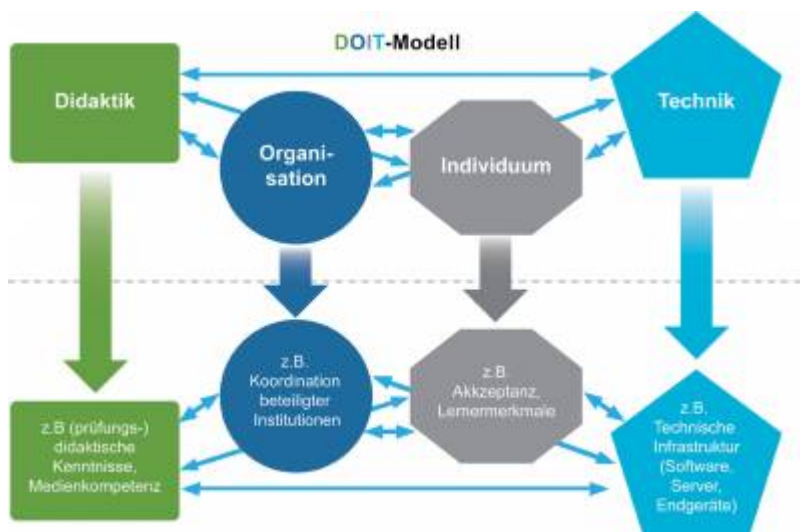 DOIT-Modell
Didaktik
Organi-
sation
Individuum
Technik
z.B (prüfungs-)
didaktische
Kenntnisse,
Medienkompetenz
z.B.
Koordination
beteiligter
Institutionen
z.B.
Akkzeptanz,
Lernermerkmale
z.B.
Technische
Infrastruktur
(Software,
Server,
Endgeräte)